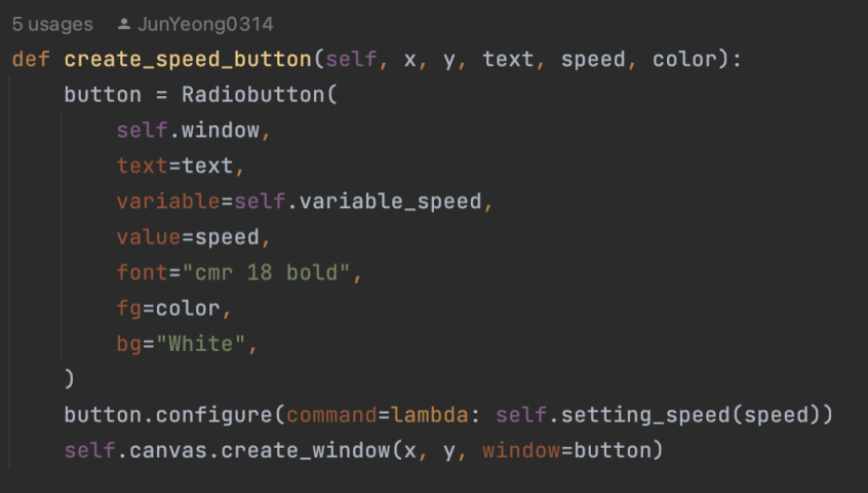 5 usages JunYeong0314
def create_speed_button(self, x, y, text, speed, color):
    button = Radiobutton(
        self.window,
        text=text,
        variable=self.variable_speed,
        value=speed,
        font="cmr 18 bold",
        fg=color,
        bg="White",
    )
    button.configure(command=lambda: self.setting_speed(speed))
    self.canvas.create_window(x, y, window=button)